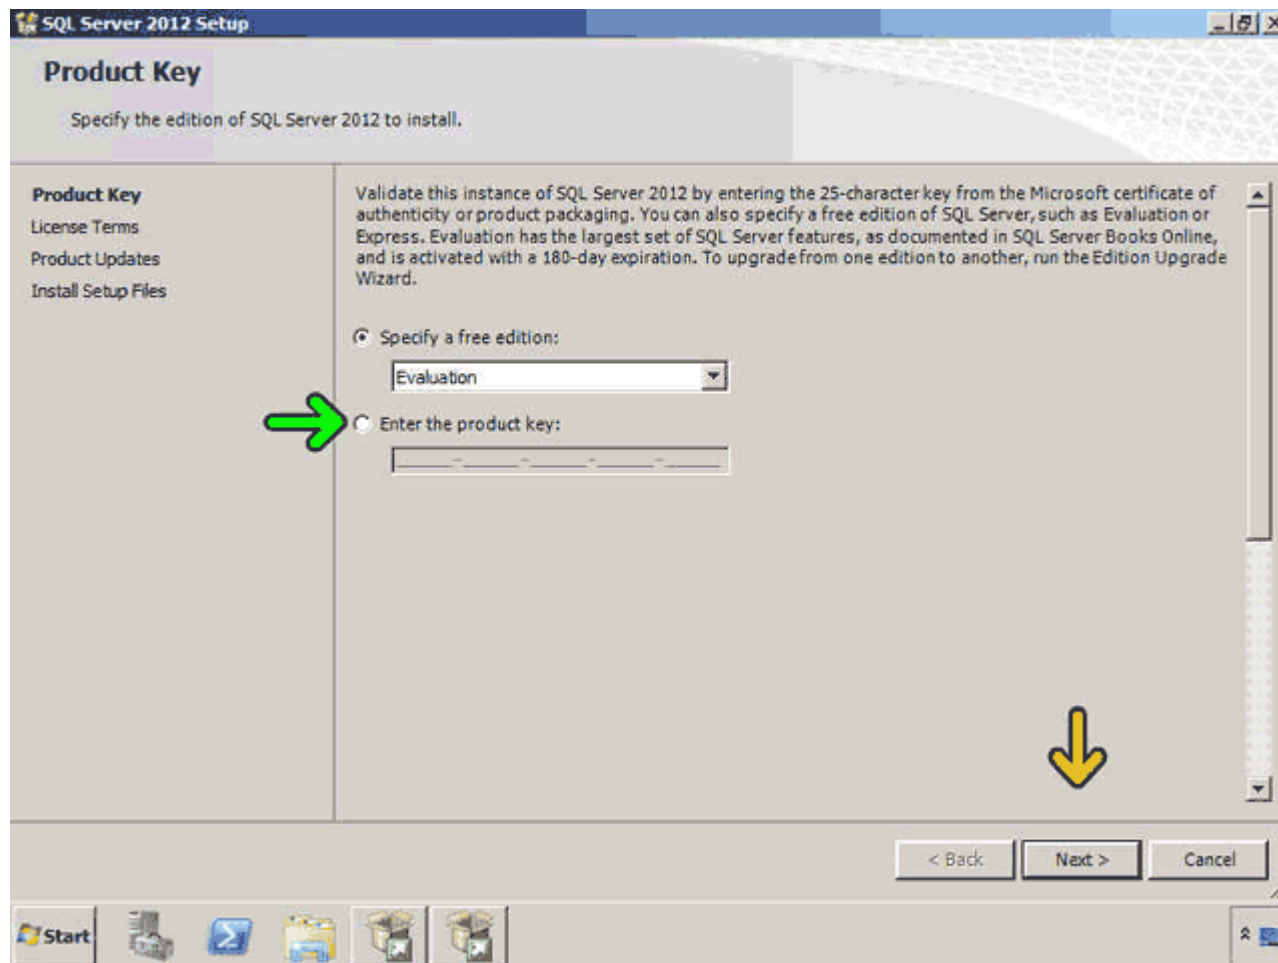 SQL Server 2012 Setup
Product Key
Specify the edition of SQL Server 2012 to install.
Product Key
License Terms
Product Updates
Install Setup Files
Validate this instance of SQL Server 2012 by entering the 25-character key from the Microsoft certificate of
authenticity or product packaging. You can also specify a free edition of SQL Server, such as Evaluation or
Express. Evaluation has the largest set of SQL Server features, as documented in SQL Server Books Online,
and is activated with a 180-day expiration. To upgrade from one edition to another, run the Edition Upgrade
Wizard.
Specify a free edition:
Evaluation
Enter the product key:
_____-_____-_____-_____-_____
< Back
Next >
Cancel
Start